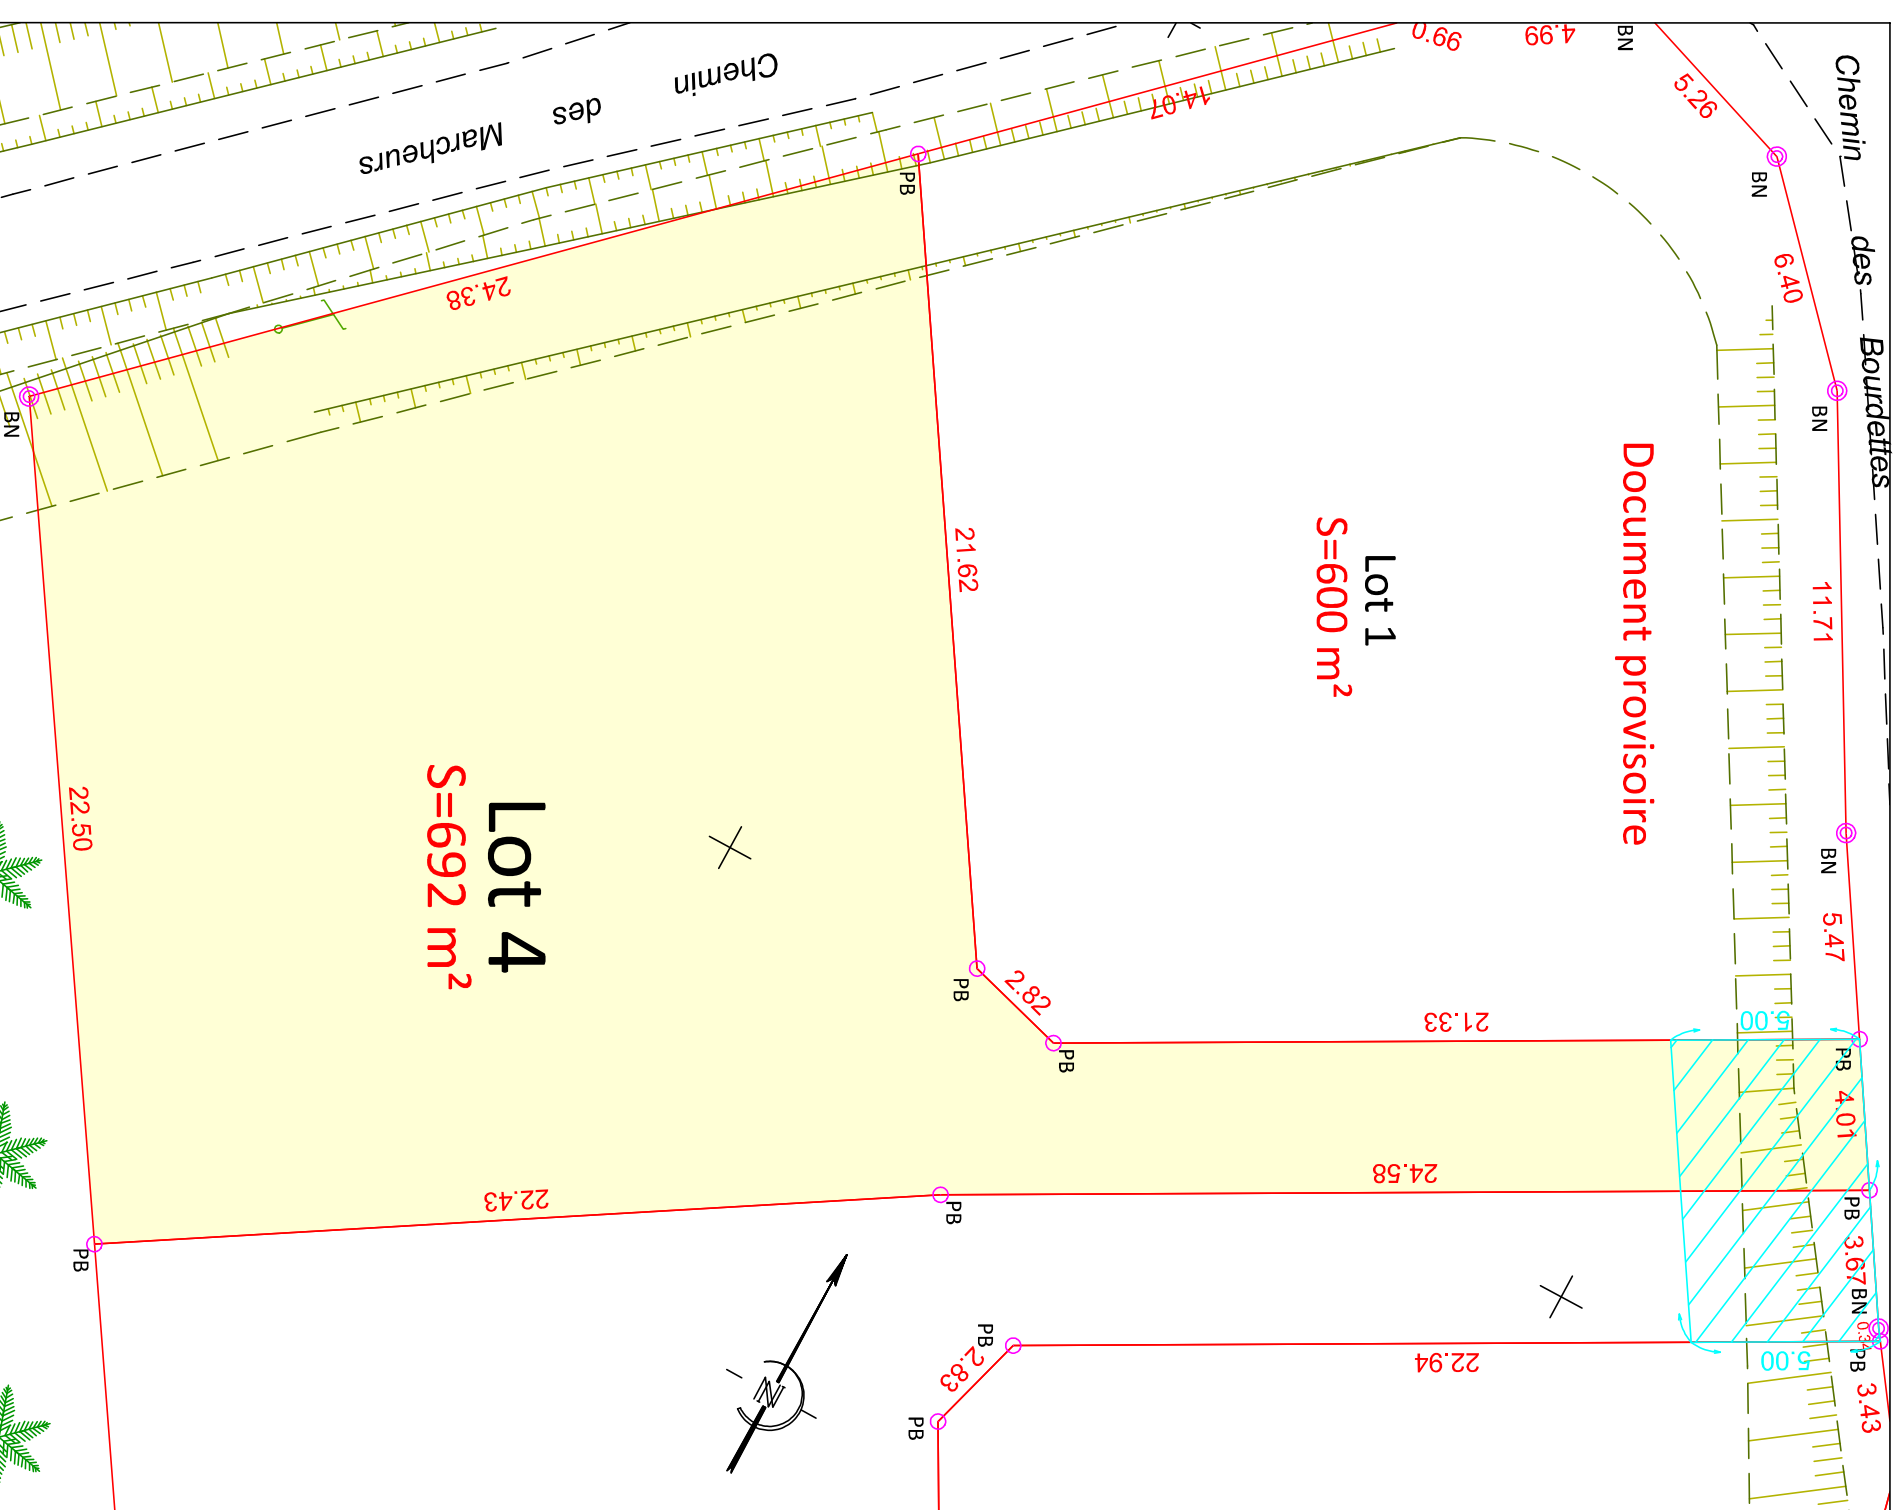 Chemin
des
Marcheurs
Chemin
des
Bourdettes
0.66
4.99
BN
5.26
BN
14.07
PB
6.40
BN
24.38
BN
11.71
Document provisoire
Lot 1
S=600 m²
21.62
BN
5.47
22.50
Lot 4
S=692 m²
PB
2.82
PB
21.33
5.00
PB
4.01
24.58
PB
22.43
PB
PB
3.67
BN
PB
5.00
3.43
PB
2.83
PB
22.94
N